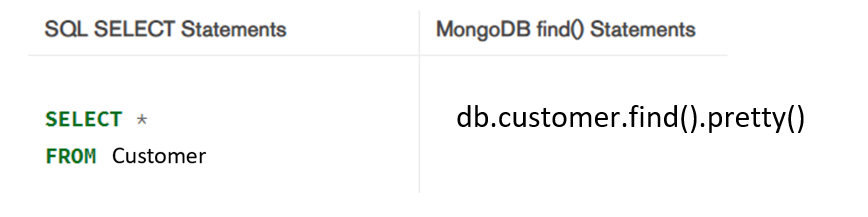 SQL SELECT Statements
MongoDB find() Statements
SELECT *
FROM Customer
db.customer.find().pretty()